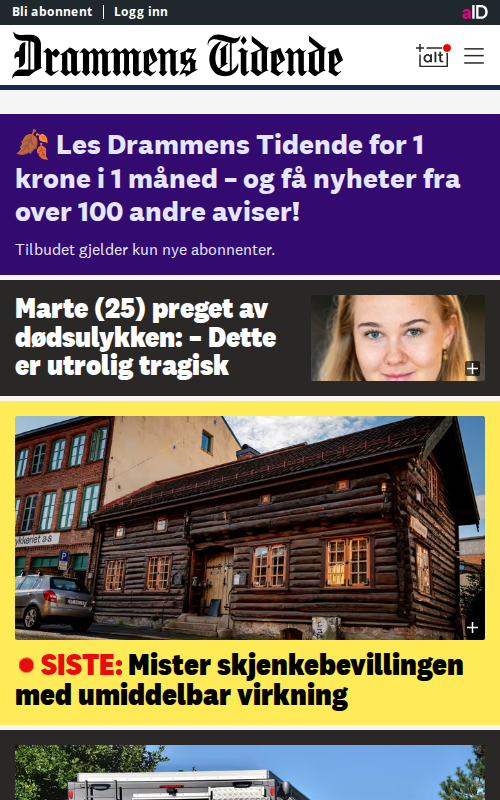 Bli abonnent | Logg inn
aID
Drammens Tidende
+alt
Les Drammens Tidende for 1
krone i 1 måned – og få nyheter fra
over 100 andre aviser!
Tilbudet gjelder kun nye abonnenter.
Marte (25) preget av
dødsulykken: – Dette
er utrolig tragisk
ykkeriet a·s
P
SISTE: Mister skjenkebevillingen
med umiddelbar virkning